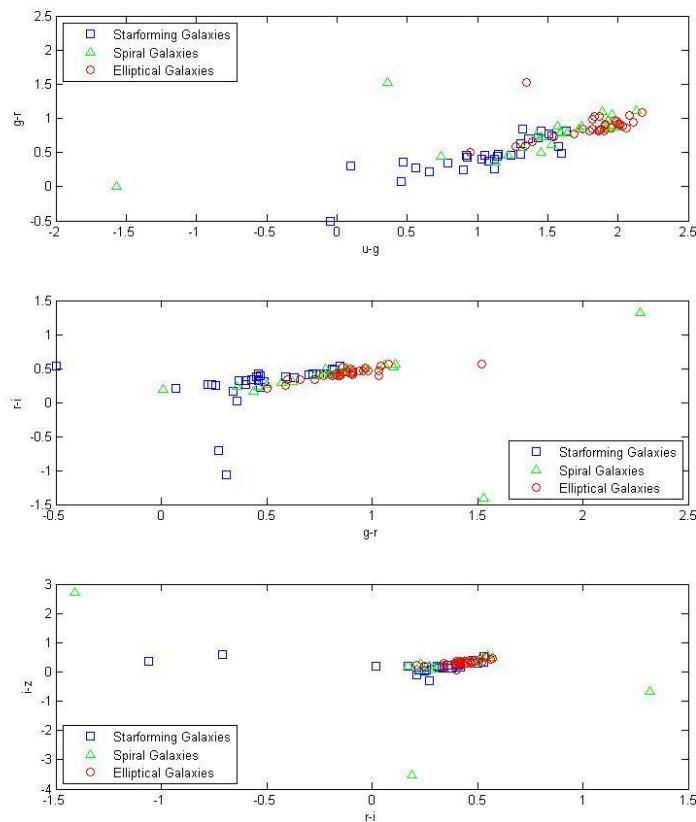 Starforming Galaxies
Spiral Galaxies
Elliptical Galaxies
g-r
2
1.5
1
0.5
0
-0.5
-2 -1.5 -1 -0.5 0 0.5 1 1.5 2 2.5
u-g
r-i
1.5
1
0.5
0
-0.5
-1
-1.5
Starforming Galaxies
Spiral Galaxies
Elliptical Galaxies
-0.5 0 0.5 1 1.5 2 2.5
g-r
i-z
3
2
1
0
-1
-2
-3
-4
Starforming Galaxies
Spiral Galaxies
Elliptical Galaxies
-1.5 -1 -0.5 0 0.5 1 1.5
r-i